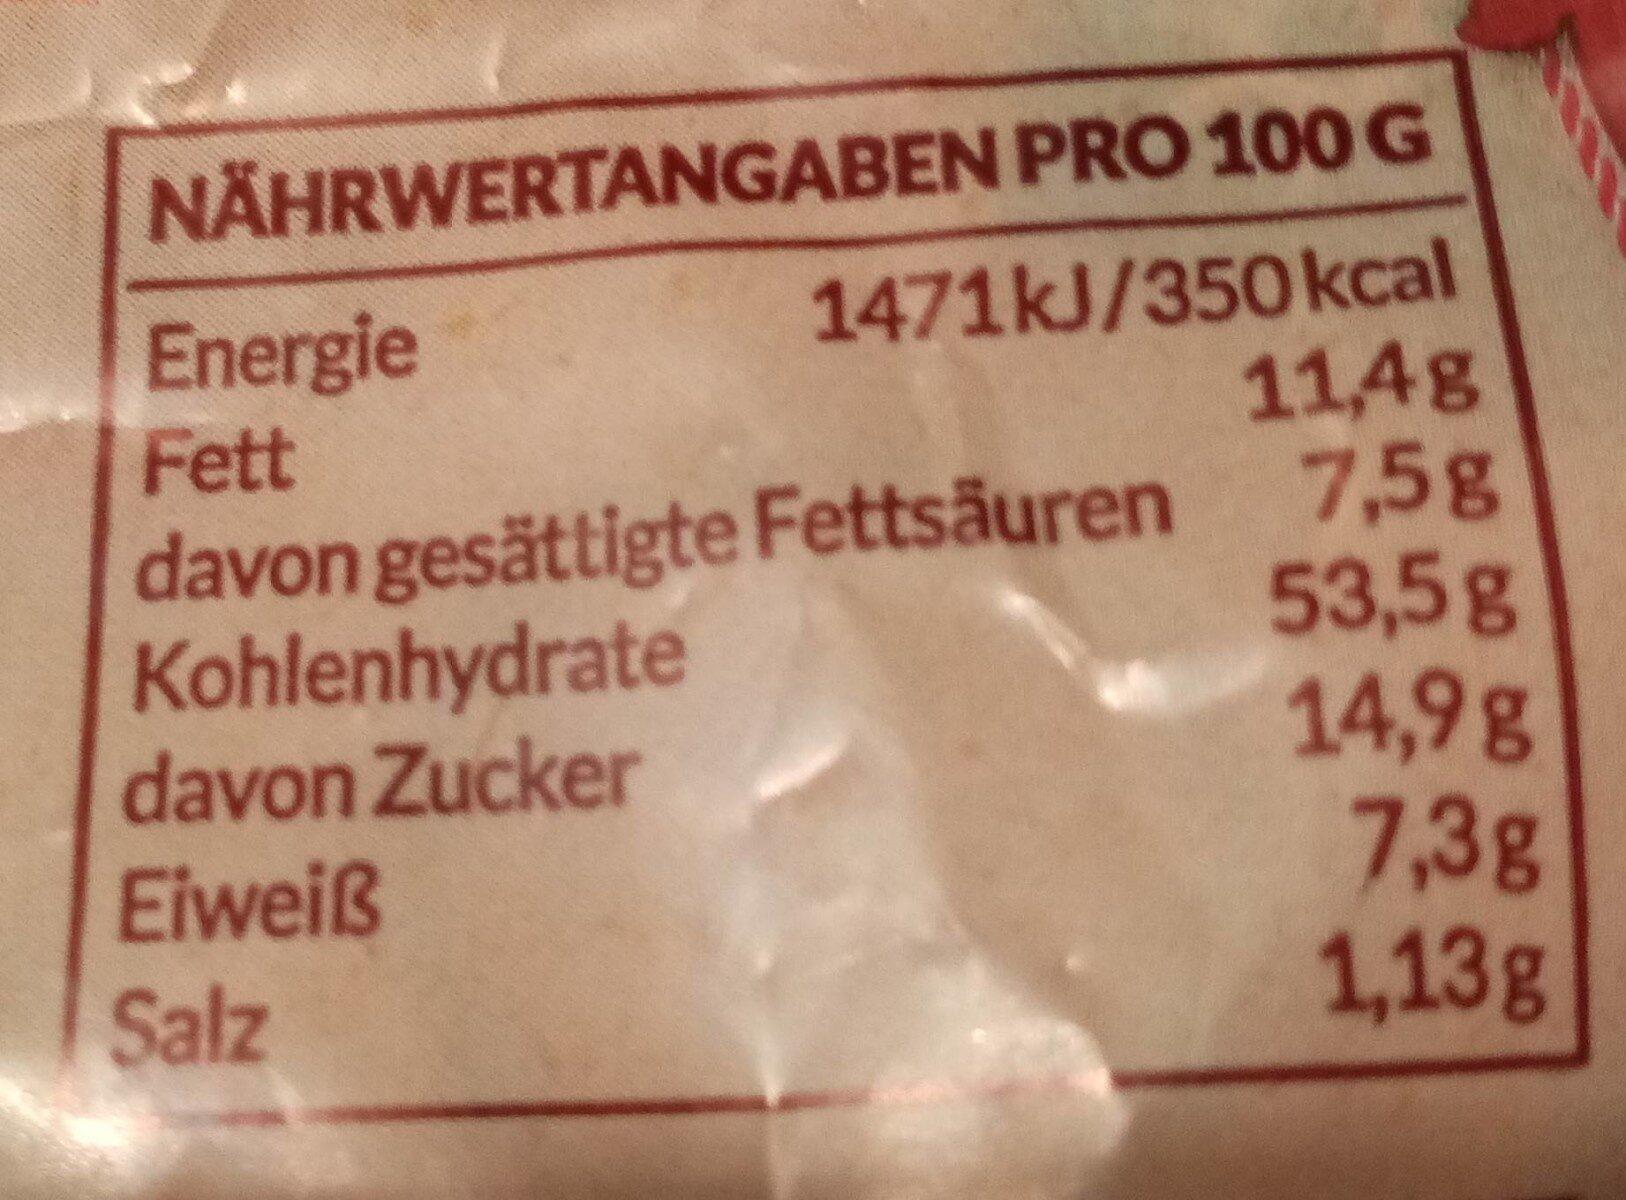 NÄHRWERTANGABEN PRO 100 G
Energie 1471 kJ/350 kcal
Fett 11,4 g
davon gesättigte Fettsäuren 7,5 g
Kohlenhydrate 53,5 g
davon Zucker 14,9 g
Eiweiß 7,3 g
Salz 1,13 g